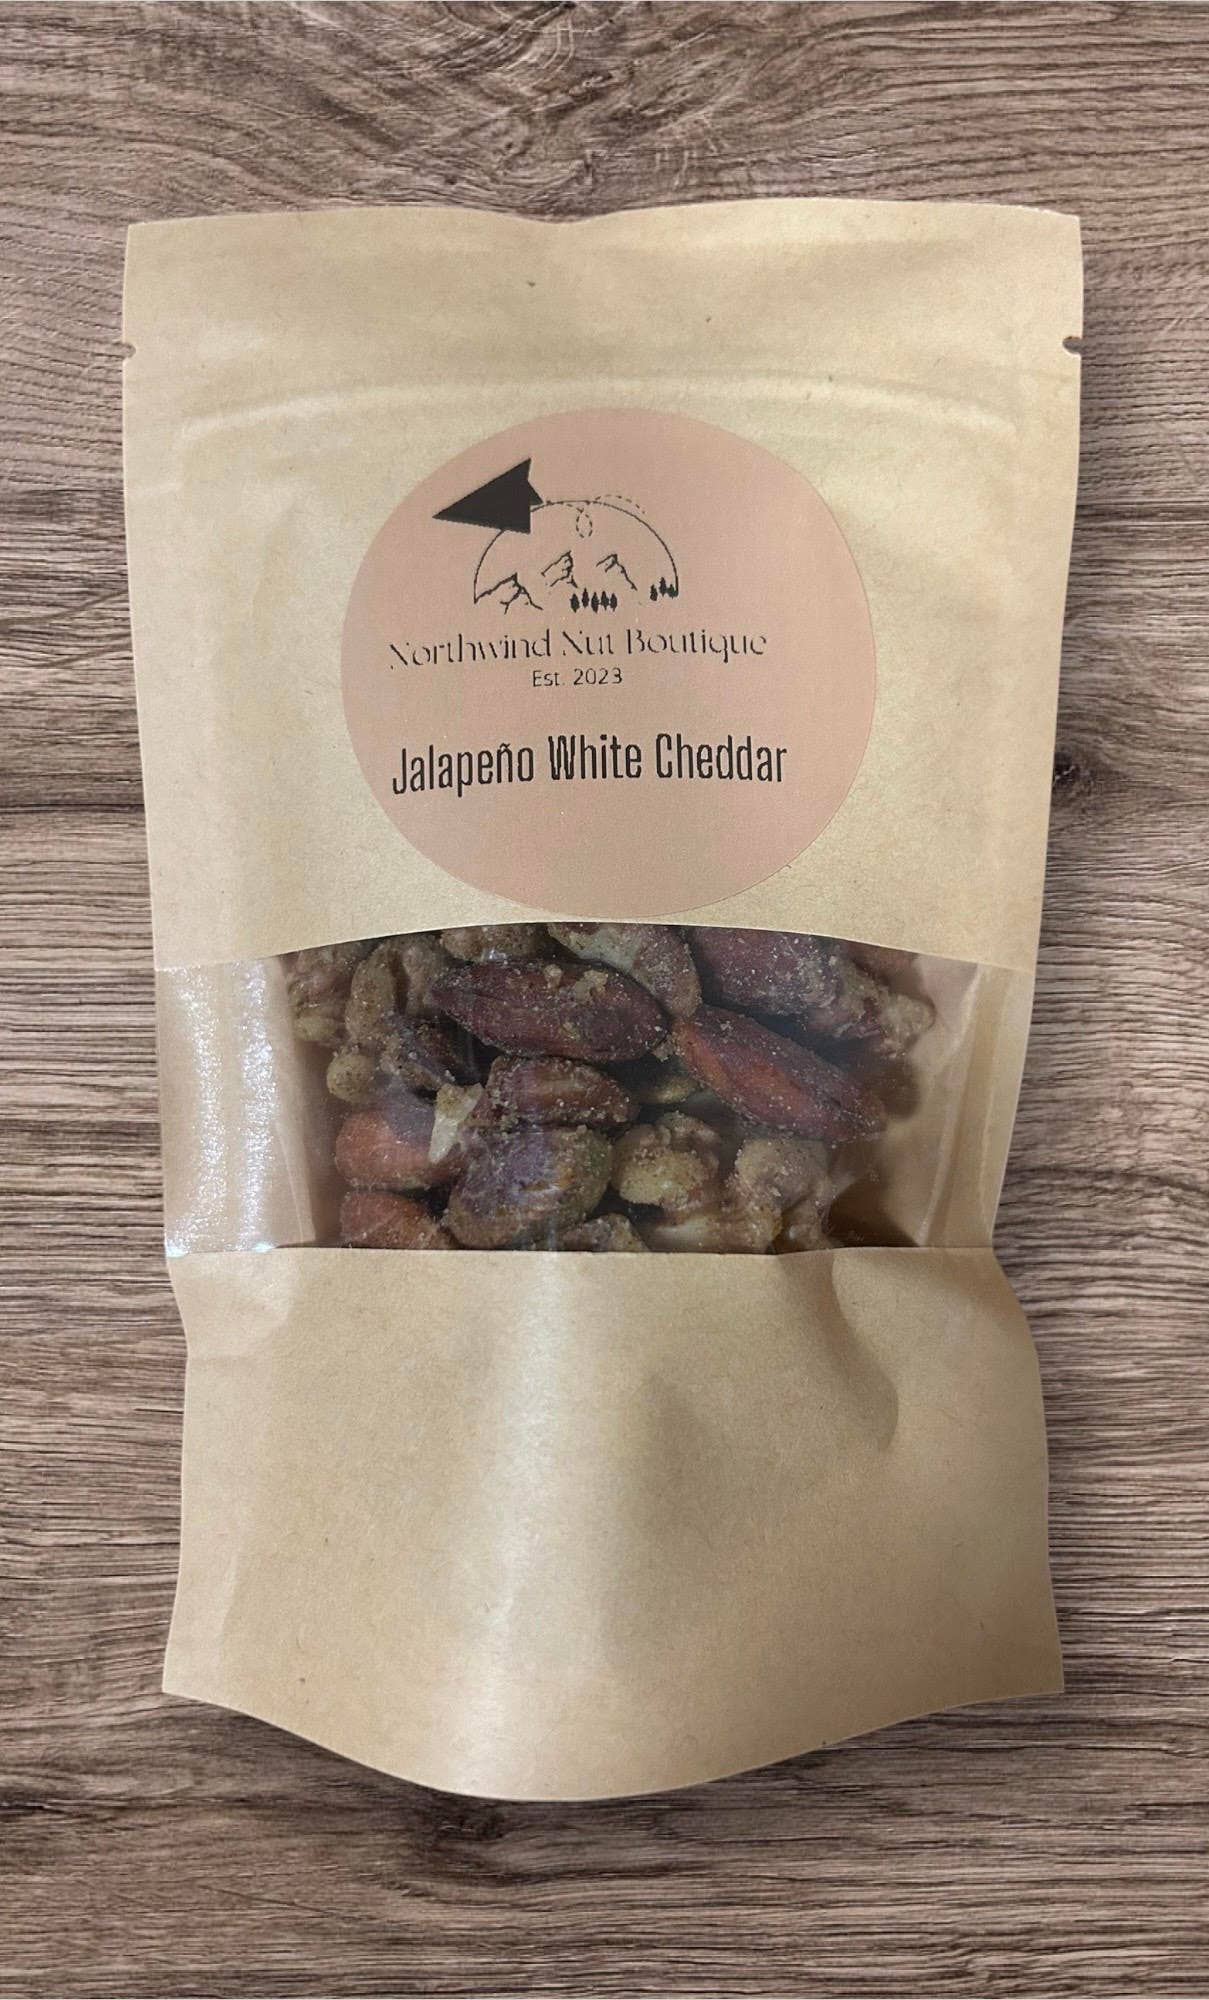 Northwind Nut Boutique
Est. 2023
Jalapeño White Cheddar